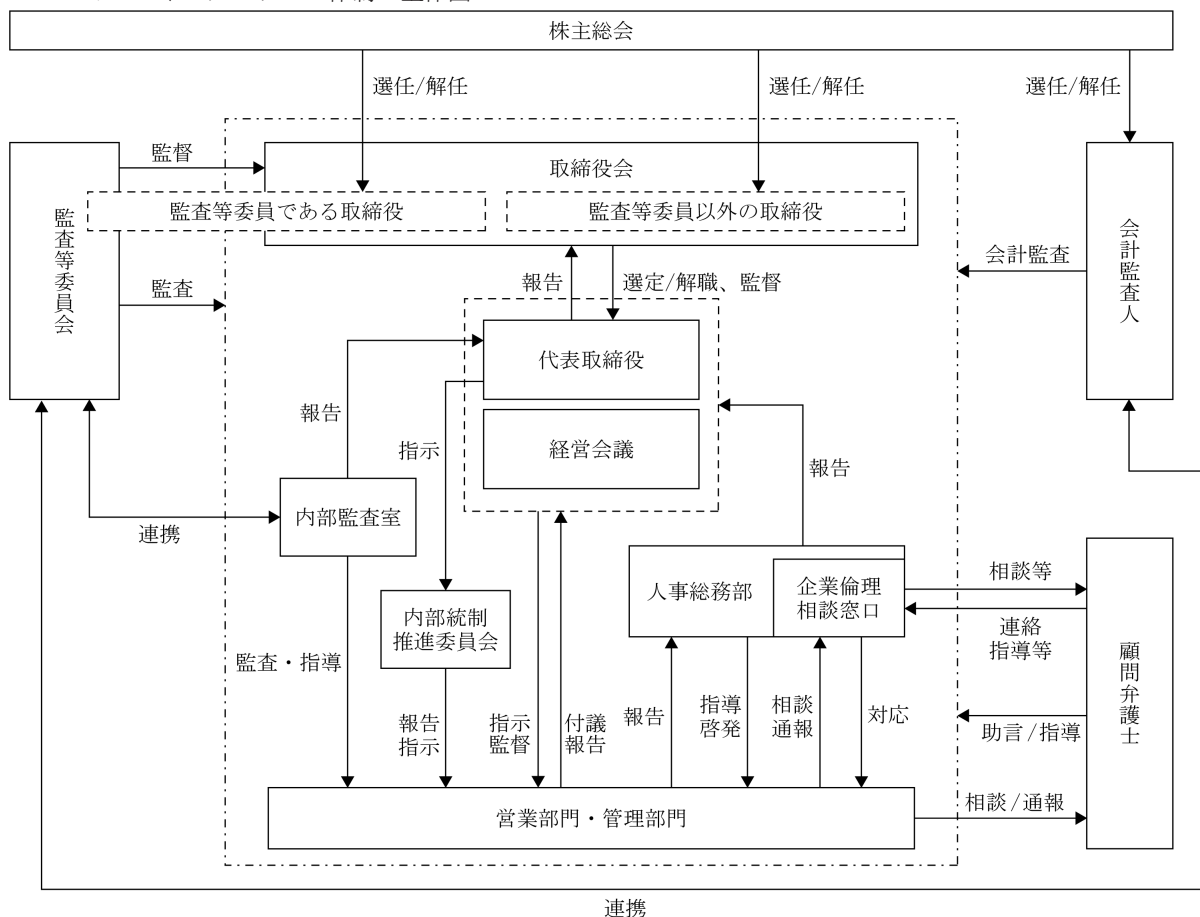 株主総会
選任/解任
選任/解任
選任/解任
監督
取締役会
監査等委員である取締役
監査等委員以外の取締役
監査等委員会
会計監査人
会計監査
監査
報告
選定/解職、監督
代表取締役
報告
指示
経営会議
報告
内部監査室
連携
人事総務部
企業倫理
相談窓口
相談等
連絡
指導等
内部統制
推進委員会
顧問弁護士
監査・指導
報告
指示
指示
監督
付議
報告
報告
指導
啓発
相談
通報
対応
助言/指導
営業部門・管理部門
相談/通報
連携